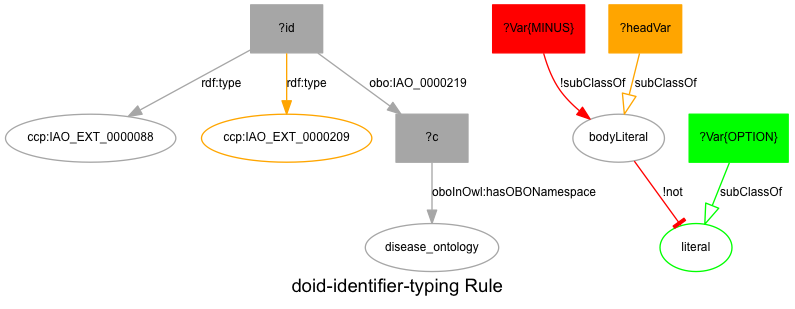 ?id
?Var{MINUS}
?headVar
rdf:type
rdf:type
obo:IAO_0000219
!subClassOf
subClassOf
ccp:IAO_EXT_0000088
ccp:IAO_EXT_0000209
?c
bodyLiteral
?Var{OPTION}
oboInOwl:hasOBONamespace
!not
subClassOf
disease_ontology
literal
doid-identifier-typing Rule